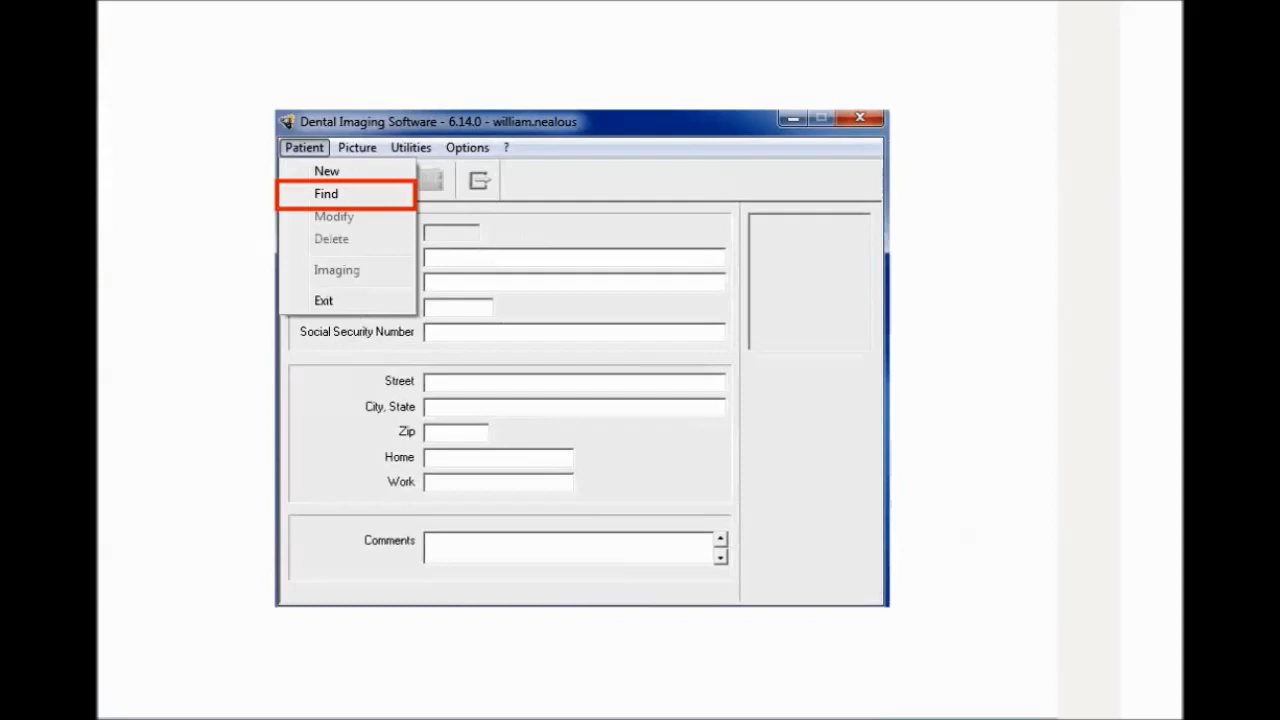 Dental Imaging Software - 6.14.0 - william.nealous
Patient Picture Utilities Options ?
New
Find
Modify
Delete
Imaging
Exit
Social Security Number
Street
City, State
Zip
Home
Work
Comments